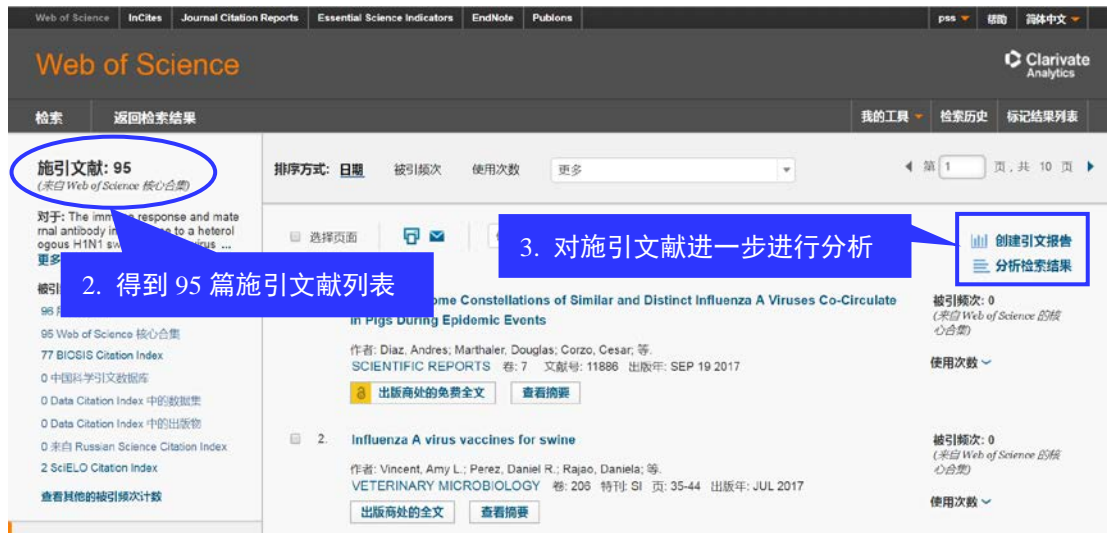 Web of Science InCites Journal Citation Reports Essential Science Indicators EndNote Publons pss 帮助 简体中文
Web of Science
Clarivate
Analytics
检索 返回检索结果 我的工具 检索历史 标记结果列表
施引文献: 95
(来自 Web of Science 核心合集)
排序方式: 日期 被引频次 使用次数 更多
第 1 页, 共 10 页
对于: The immune response and mate
rnal antibody
to a heterol
ogous H1N1
virus ...
更多
选择页面
3. 对施引文献进一步进行分析
创建引文报告
分析检索结果
2. 得到 95 篇施引文献列表
95 Web of Science 核心合集
77 BIOSIS Citation Index
0 中国科学引文数据库
0 Data Citation Index 中的数据集
0 Data Citation Index 中的出版物
0 来自 Russian Science Citation Index
2 SciELO Citation Index
查看其他的被引频次计数
Constellations of Similar and Distinct Influenza A Viruses Co-Circulate
in Pigs During Epidemic Events
作者: Diaz, Andres; Marthaler, Douglas; Corzo, Cesar; 等.
SCIENTIFIC REPORTS 卷: 7 文献号: 11886 出版年: SEP 19 2017
出版商处的免费全文 查看摘要
被引频次: 0
(来自 Web of Science 的核
心合集)
使用次数
2. Influenza A virus vaccines for swine
作者: Vincent, Amy L.; Perez, Daniel R.; Rajao, Daniela; 等.
VETERINARY MICROBIOLOGY 卷: 206 特刊: SI 页: 35-44 出版年: JUL 2017
出版商处的全文 查看摘要
被引频次: 0
(来自 Web of Science 的核
心合集)
使用次数